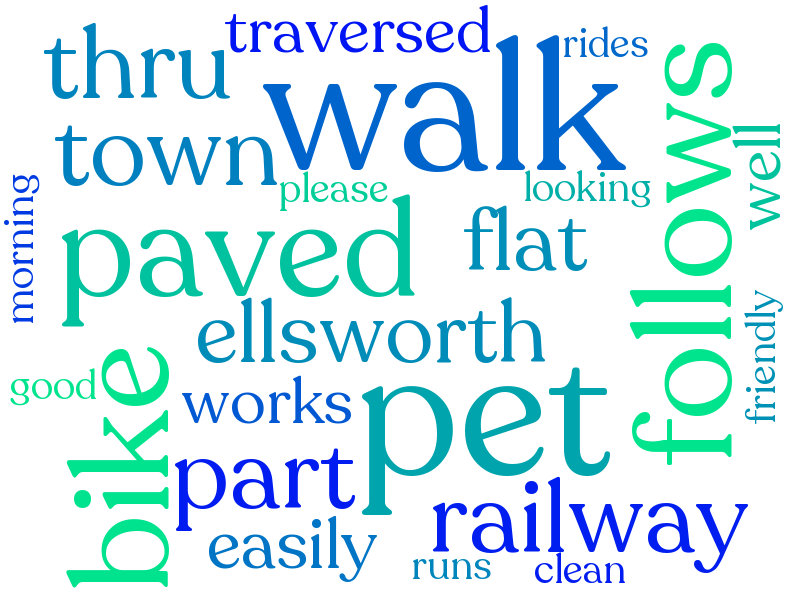 traversed
rides
thru
walk
follows
town
well
please
looking
morning
paved
flat
ellsworth
friendly
bike
good
works
pet
part
railway
easily
runs
clean